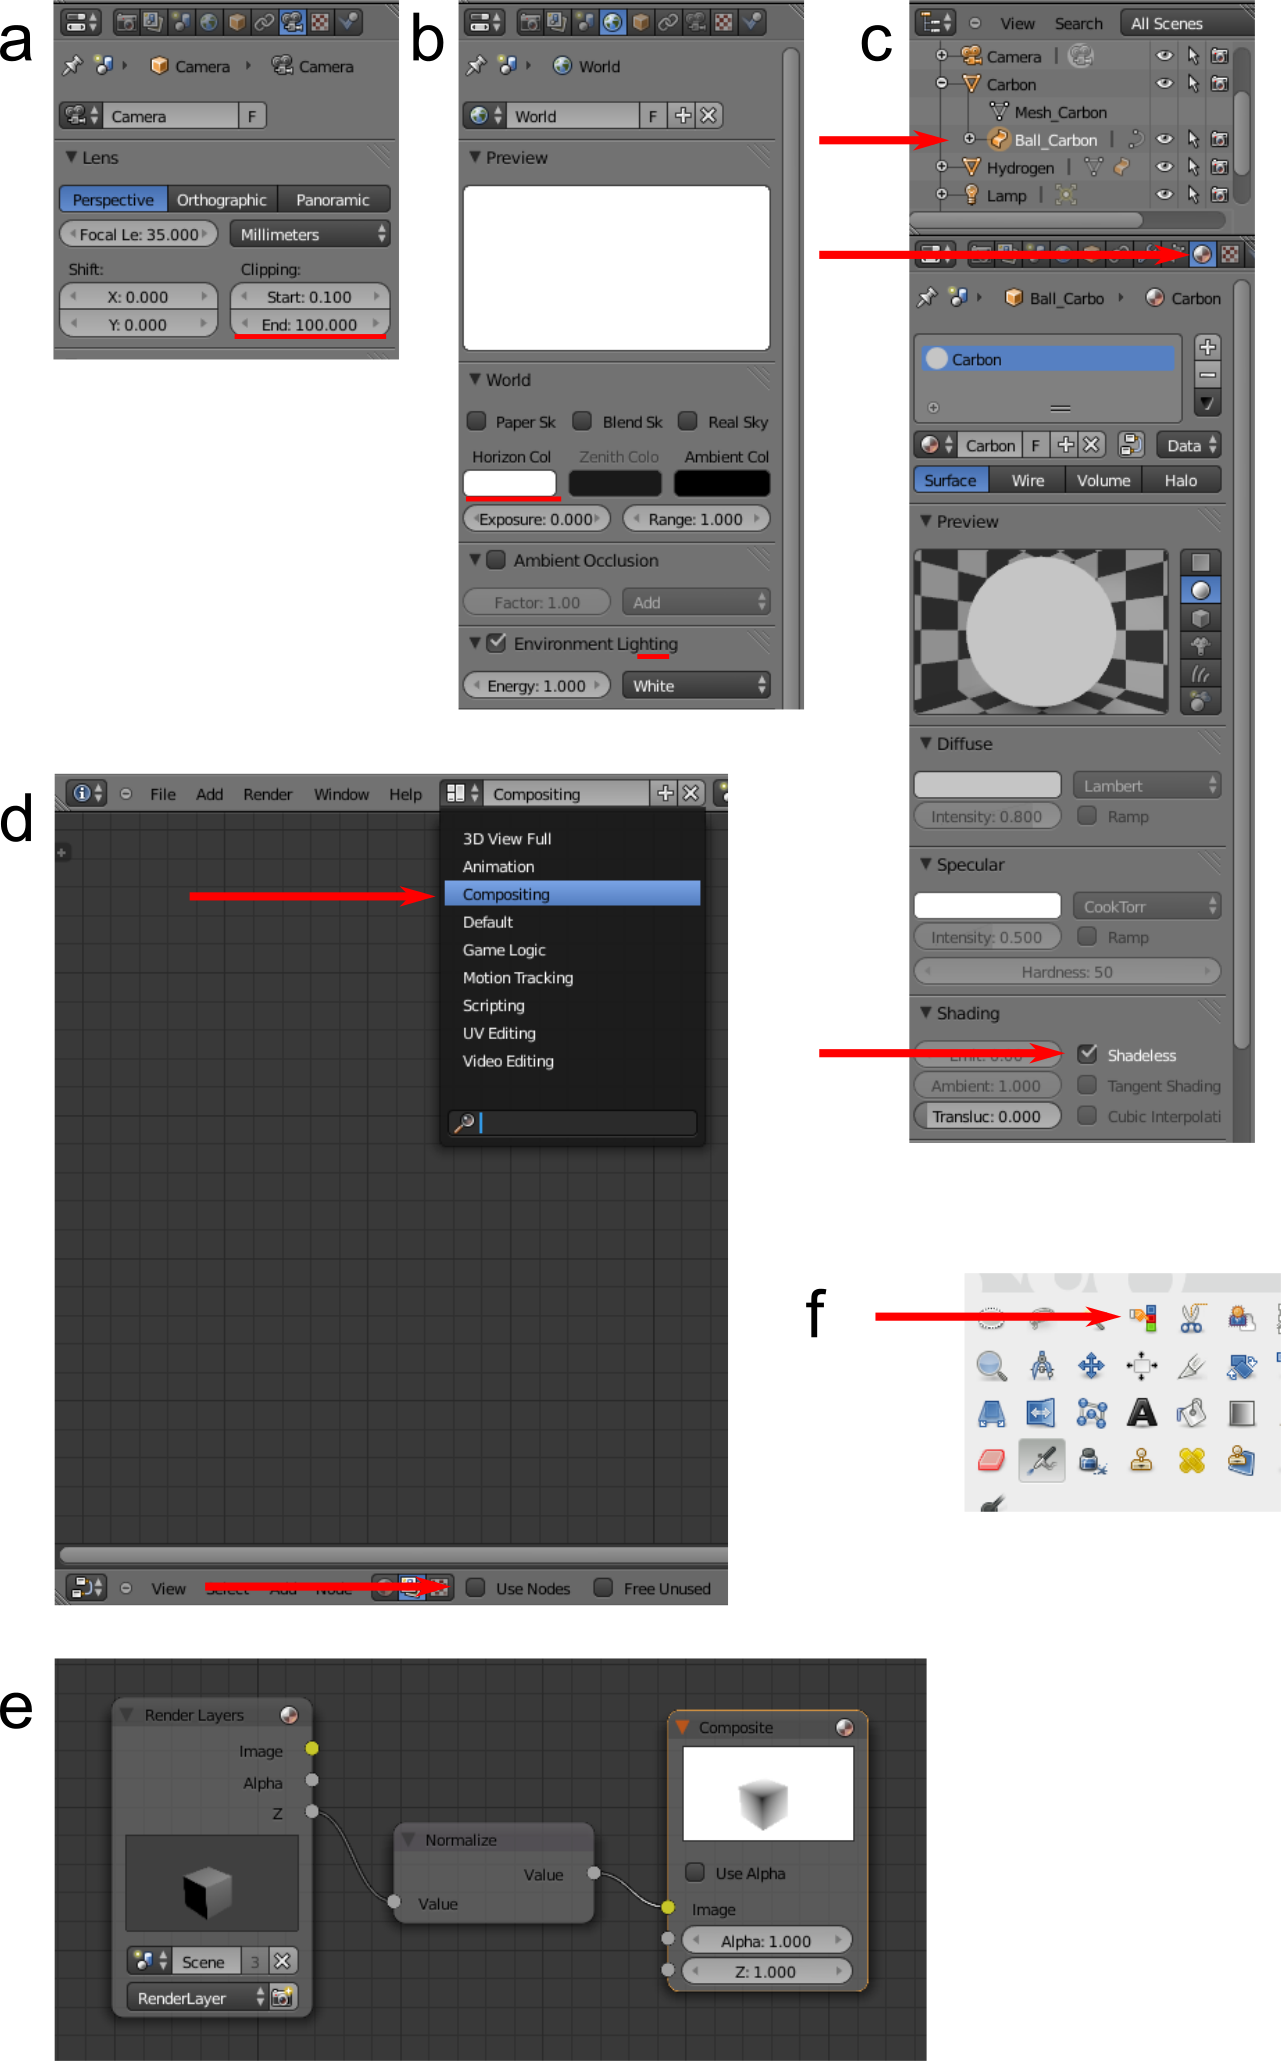 a
Camera
Camera
Camera
F
Lens
Perspective
Orthographic
Panoramic
Focal Le: 35.000
Millimeters
Shift:
Clipping:
X: 0.000
Start: 0.100
Y: 0.000
End: 100.000
b
World
World
F
Preview
World
Paper Sk
Blend Sk
Real Sky
Horizon Col
Zenith Colo
Ambient Col
Exposure: 0.000
Range: 1.000
Ambient Occlusion
Factor: 1.00
Add
Environment Lighting
Energy: 1.000
White
c
View
Search
All Scenes
Camera
Carbon
Mesh_Carbon
Ball_Carbon
Hydrogen
Lamp
Ball_Carbo
Carbon
Carbon
Carbon
F
Data
Surface
Wire
Volume
Halo
Preview
Diffuse
Lambert
Intensity: 0.800
Ramp
Specular
CookTorr
Intensity: 0.500
Ramp
Hardness: 50
Shading
Emit: 0.00
Shadeless
Ambient: 1.000
Tangent Shading
Transluc: 0.000
Cubic Interpolati
d
File
Add
Render
Window
Help
Compositing
3D View Full
Animation
Compositing
Default
Game Logic
Motion Tracking
Scripting
UV Editing
Video Editing
View
Select
Add
Node
Use Nodes
Free Unused
e
Render Layers
Image
Alpha
Z
Scene
3
RenderLayer
Normalize
Value
Value
Composite
Use Alpha
Image
Alpha: 1.000
Z: 1.000
f